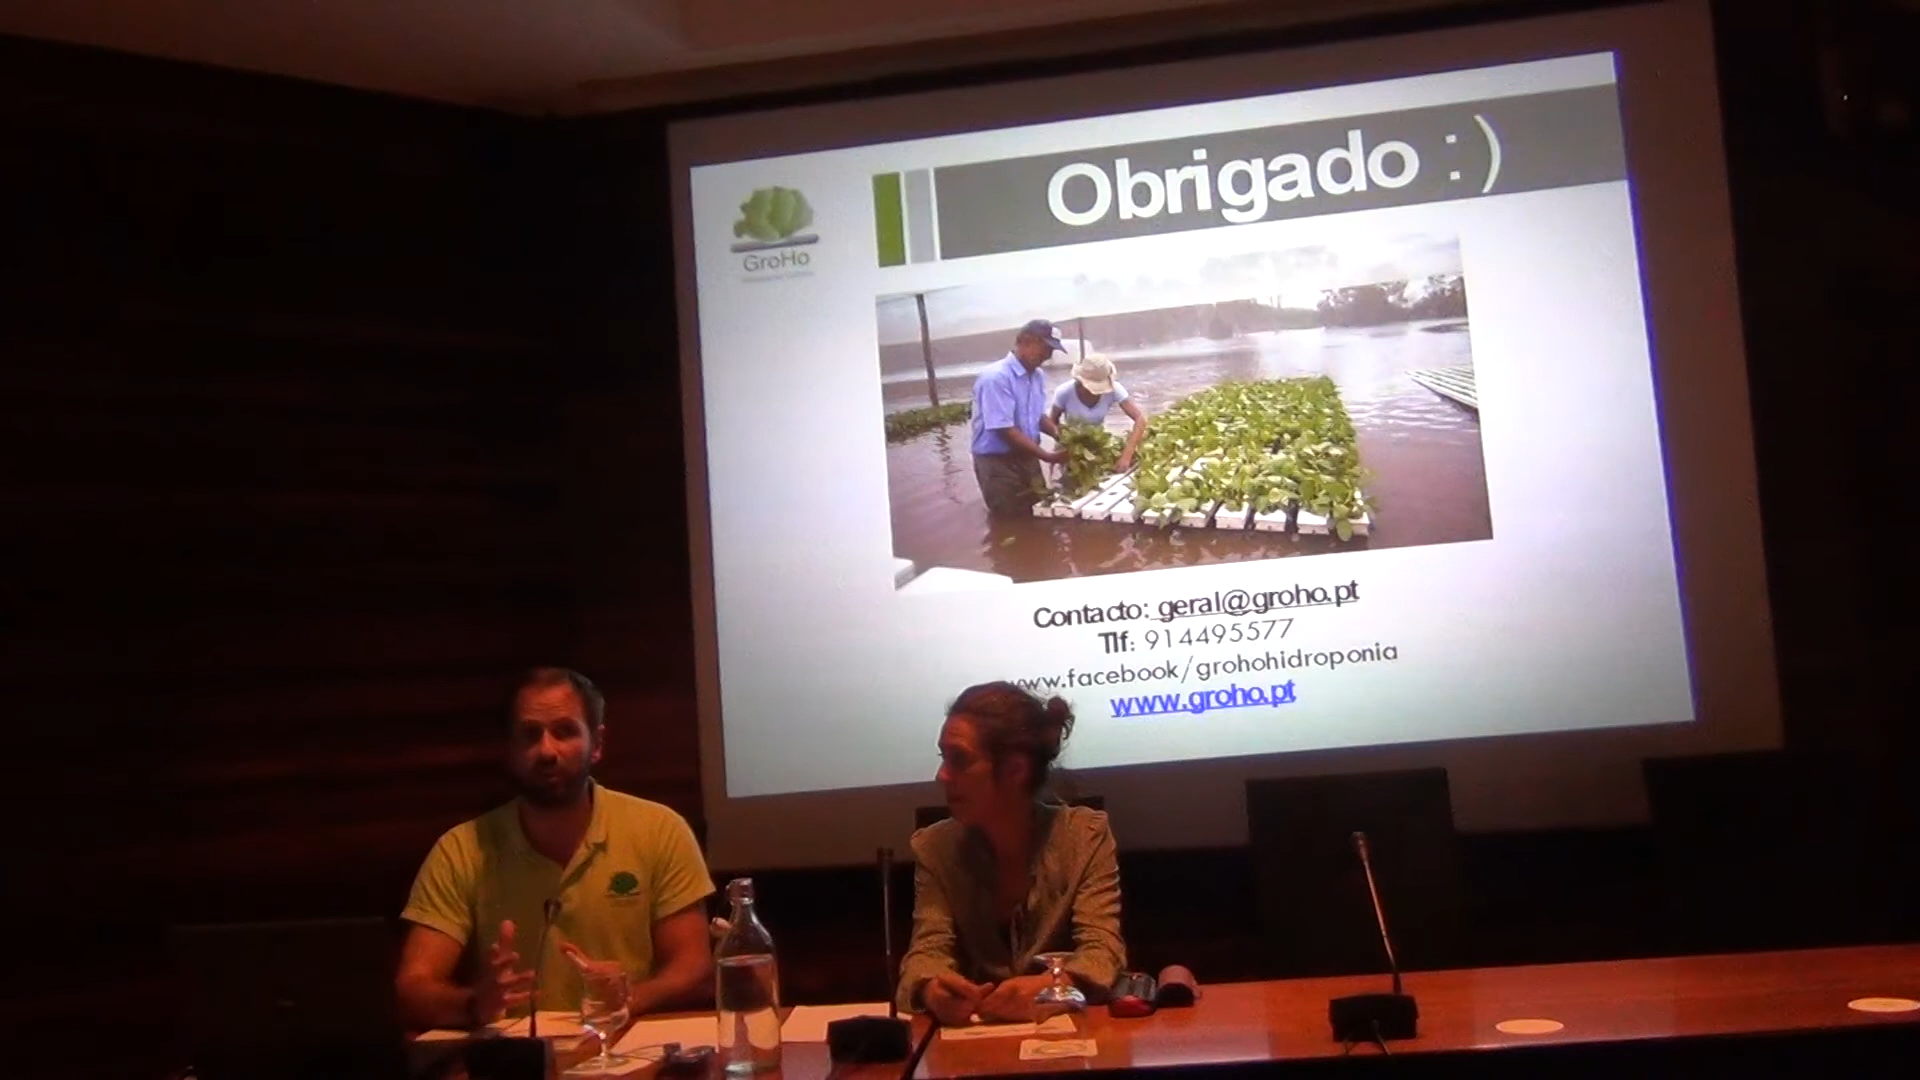 Obrigado :)
GroHo
Contacto: geral@groho.pt
Tlf: 914495577
www.facebook/grohohidroponia
www.groho.pt